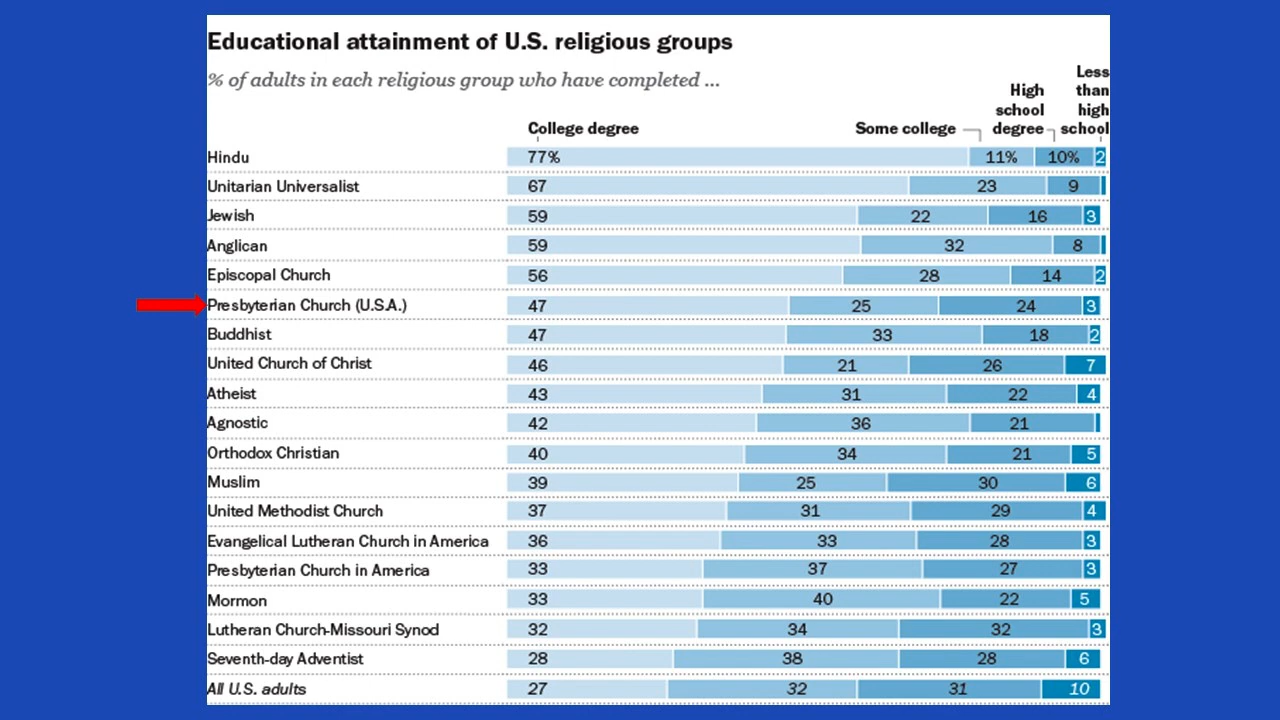 Educational attainment of U.S. religious groups
% of adults in each religious group who have completed ...
College degree
Some college
High
school
degree
Less
than
high
school
Hindu 77% 11% 10% 2
Unitarian Universalist 67 23 9
Jewish 59 22 16 3
Anglican 59 32 8
Episcopal Church 56 28 14 2
Presbyterian Church (U.S.A.) 47 25 24 3
Buddhist 47 33 18 2
United Church of Christ 46 21 26 7
Atheist 43 31 22 4
Agnostic 42 36 21
Orthodox Christian 40 34 21 5
Muslim 39 25 30 6
United Methodist Church 37 31 29 4
Evangelical Lutheran Church in America 36 33 28 3
Presbyterian Church in America 33 37 27 3
Mormon 33 40 22 5
Lutheran Church-Missouri Synod 32 34 32 3
Seventh-day Adventist 28 38 28 6
All U.S. adults 27 32 31 10